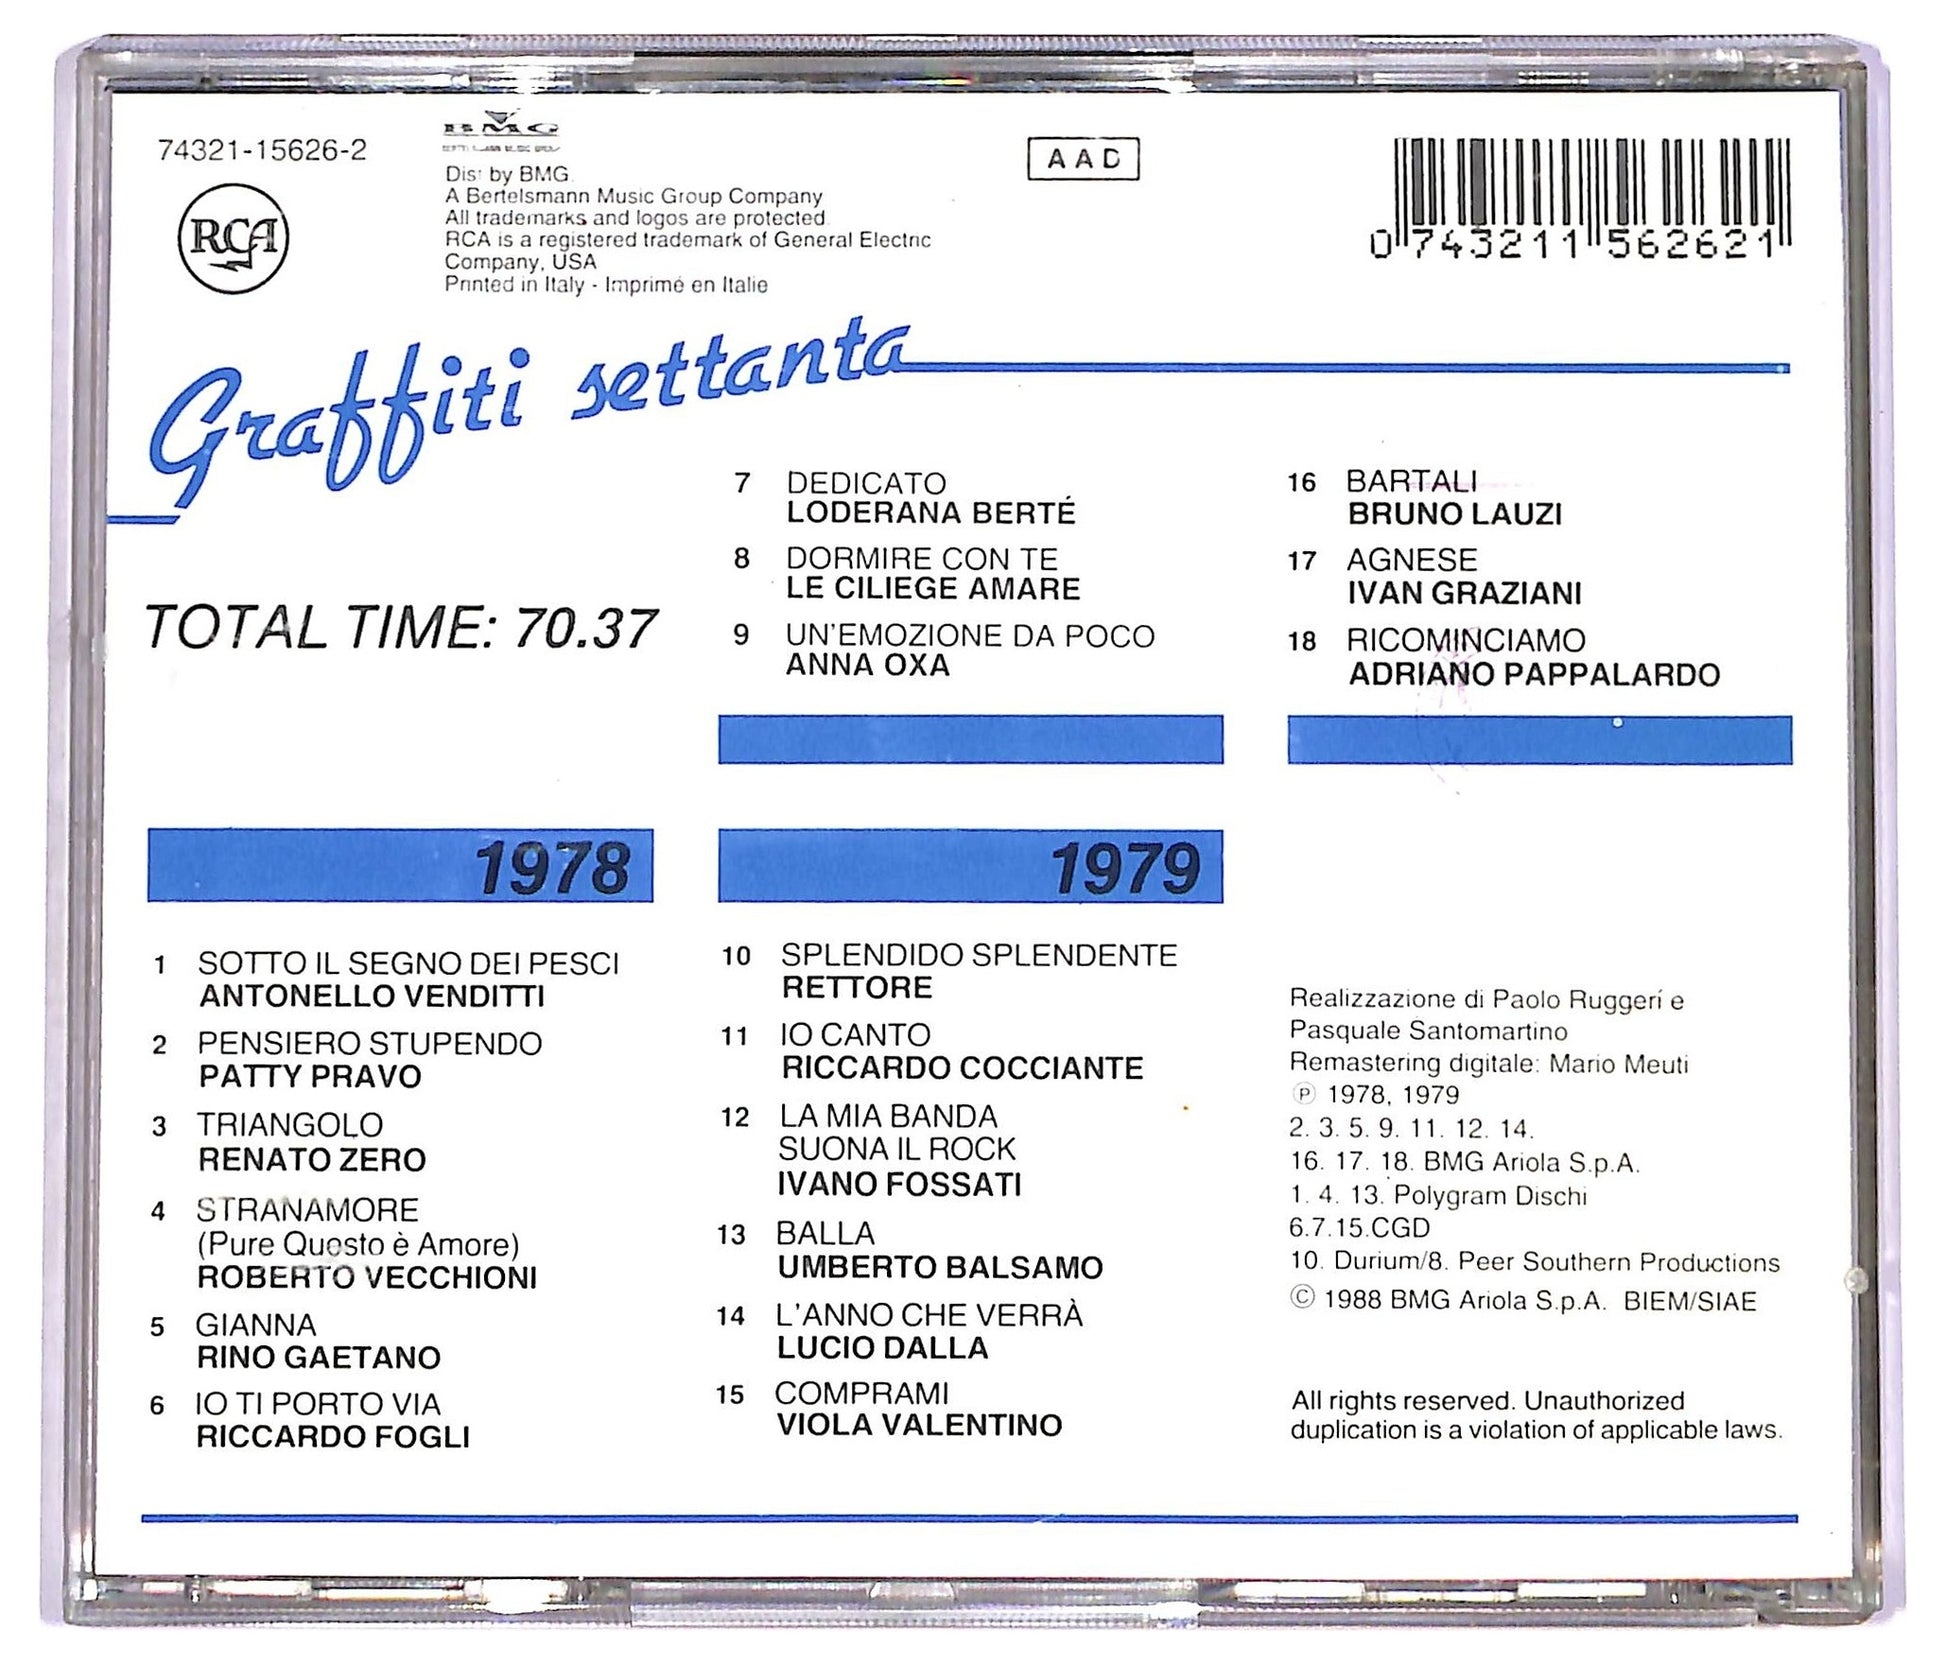 74321-15626-2
RCA
BMG
Dist by BMG
A Bertelsmann Music Group Company
All trademarks and logos are protected.
RCA is a registered trademark of General Electric
Company, USA
Printed in Italy - Imprimé en Italie
AAD
0 743211 562621
Graffiti settanta
TOTAL TIME: 70.37
1978
1 SOTTO IL SEGNO DEI PESCI
ANTONELLO VENDITTI
2 PENSIERO STUPENDO
PATTY PRAVO
3 TRIANGOLO
RENATO ZERO
4 STRANAMORE
(Pure Questo è Amore)
ROBERTO VECCHIONI
5 GIANNA
RINO GAETANO
6 IO TI PORTO VIA
RICCARDO FOGLI
7 DEDICATO
LODERANA BERTÉ
8 DORMIRE CON TE
LE CILIEGE AMARE
9 UN'EMOZIONE DA POCO
ANNA OXA
1979
10 SPLENDIDO SPLENDENTE
RETTORE
11 IO CANTO
RICCARDO COCCIANTE
12 LA MIA BANDA
SUONA IL ROCK
IVANO FOSSATI
13 BALLA
UMBERTO BALSAMO
14 L'ANNO CHE VERRÀ
LUCIO DALLA
15 COMPRAMI
VIOLA VALENTINO
16 BARTALI
BRUNO LAUZI
17 AGNESE
IVAN GRAZIANI
18 RICOMINCIAMO
ADRIANO PAPPALARDO
Realizzazione di Paolo Ruggerí e
Pasquale Santomartino
Remastering digitale: Mario Meuti
℗ 1978, 1979
2. 3. 5. 9. 11. 12. 14.
16. 17. 18. BMG Ariola S.p.A.
1. 4. 13. Polygram Dischi
6.7.15.CGD
10. Durium/8. Peer Southern Productions
© 1988 BMG Ariola S.p.A. BIEM/SIAE
All rights reserved. Unauthorized
duplication is a violation of applicable laws.